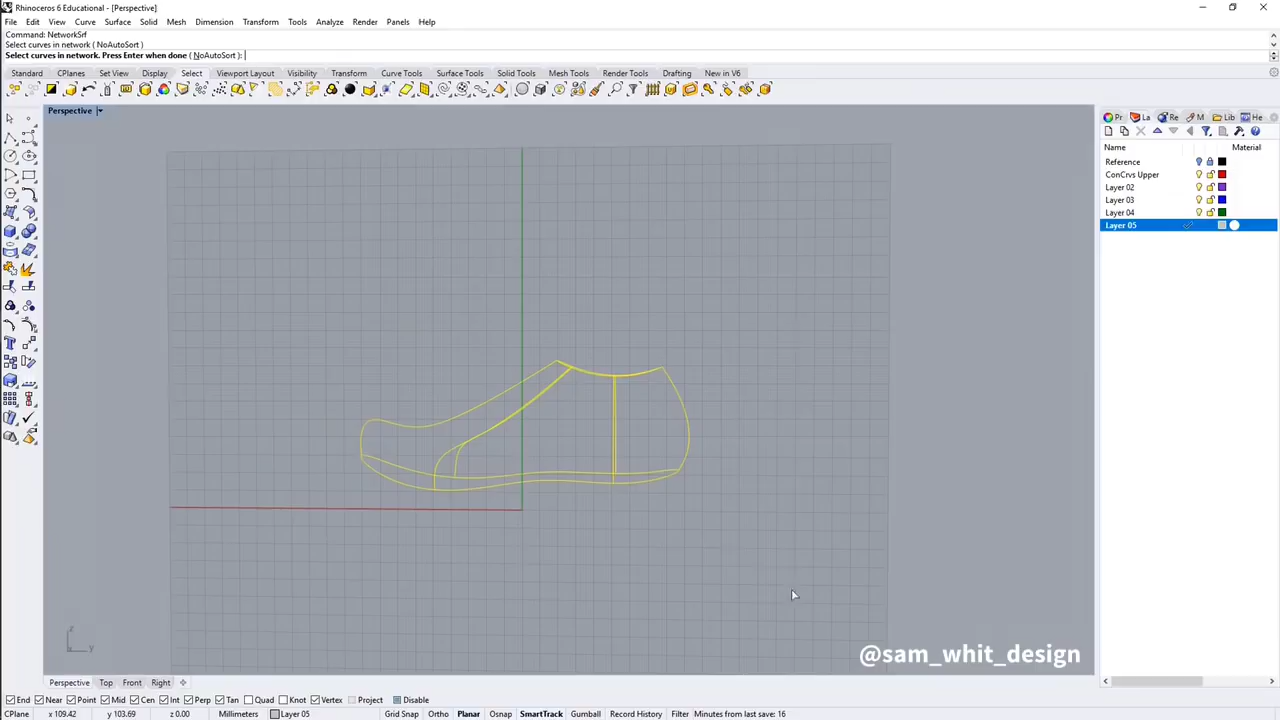 Rhinoceros 6 Educational - [Perspective]
File Edit View Curve Surface Solid Mesh Dimension Transform Tools Analyze Render Panels Help
Command: NetworkSrf
Select curves in network ( NoAutoSort )
Select curves in network. Press Enter when done ( NoAutoSort ):
Standard CPlanes Set View Display Select Viewport Layout Visibility Transform Curve Tools Surface Tools Solid Tools Mesh Tools Render Tools Drafting New in V6
Perspective
Pr La Re M Lib He
Name Material
Reference
ConCrvs Upper
Layer 02
Layer 03
Layer 04
Layer 05
z
y
@sam_whit_design
Perspective Top Front Right
End Near Point Mid Cen Int Perp Tan Quad Knot Vertex Project Disable
CPlane x 109.42 y 103.69 z 0.00 Millimeters Layer 05 Grid Snap Ortho Planar Osnap SmartTrack Gumball Record History Filter Minutes from last save: 16